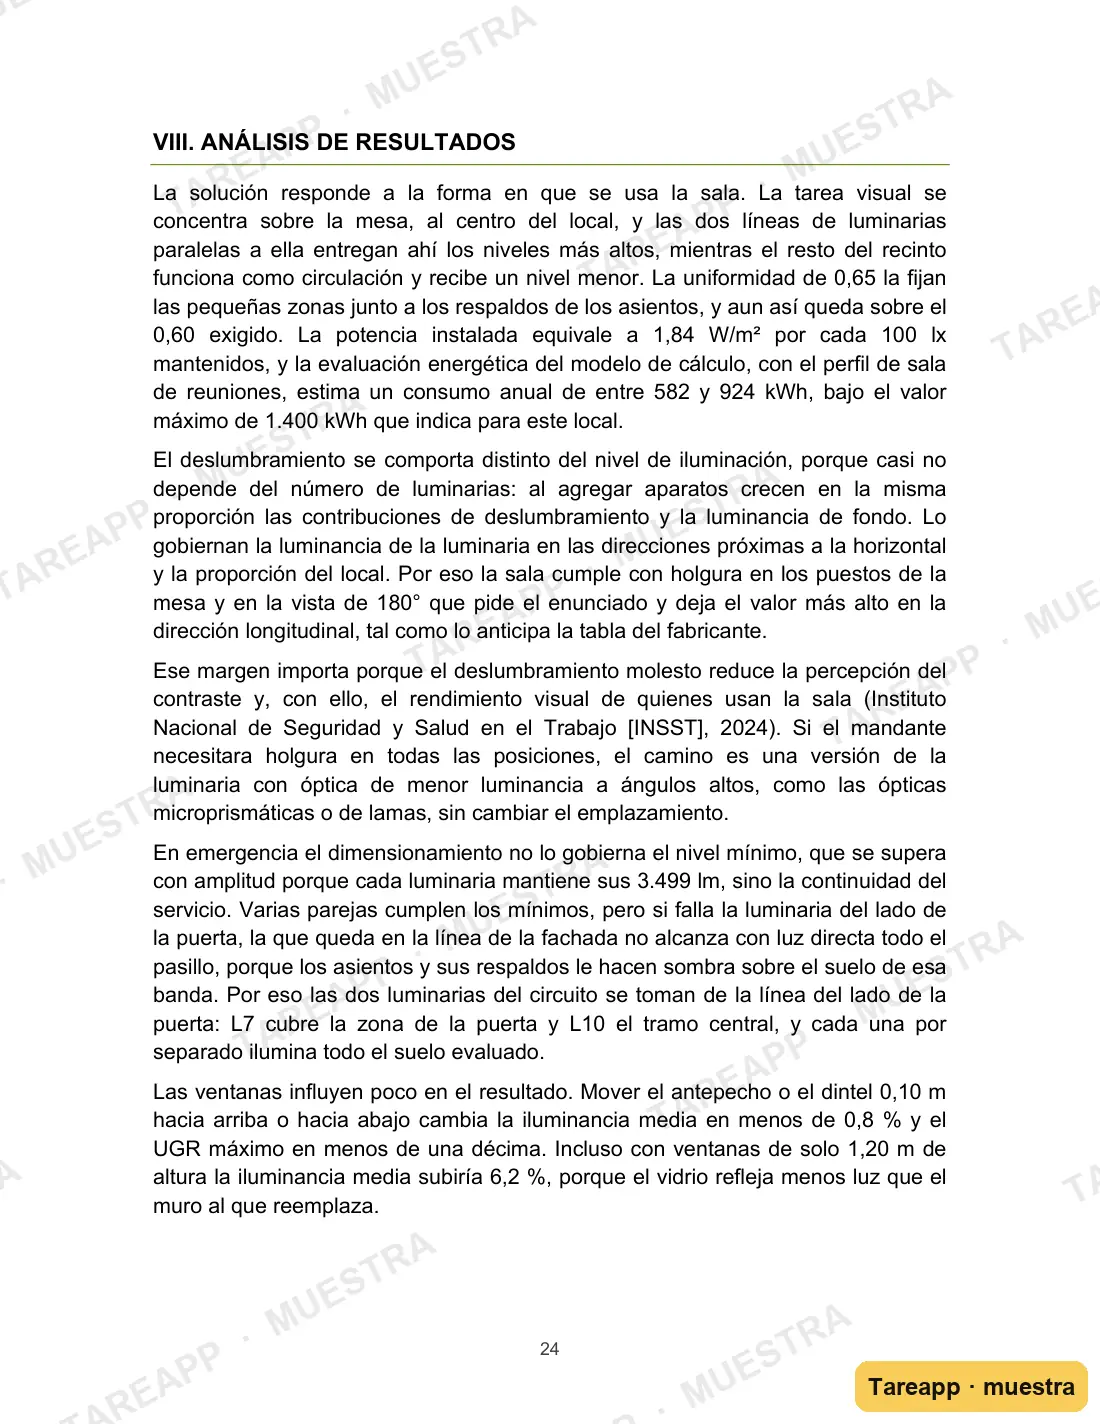 VIII. ANÁLISIS DE RESULTADOS
La solución responde a la forma en que se usa la sala. La tarea visual se
concentra sobre la mesa, al centro del local, y las dos líneas de luminarias
paralelas a ella entregan ahí los niveles más altos, mientras el resto del recinto
funciona como circulación y recibe un nivel menor. La uniformidad de 0,65 la fijan
las pequeñas zonas junto a los respaldos de los asientos, y aun así queda sobre el
0,60 exigido. La potencia instalada equivale a 1,84 W/m² por cada 100 lx
mantenidos, y la evaluación energética del modelo de cálculo, con el perfil de sala
de reuniones, estima un consumo anual de entre 582 y 924 kWh, bajo el valor
máximo de 1.400 kWh que indica para este local.
El deslumbramiento se comporta distinto del nivel de iluminación, porque casi no
depende del número de luminarias: al agregar aparatos crecen en la misma
proporción las contribuciones de deslumbramiento y la luminancia de fondo. Lo
gobiernan la luminancia de la luminaria en las direcciones próximas a la horizontal
y la proporción del local. Por eso la sala cumple con holgura en los puestos de la
mesa y en la vista de 180° que pide el enunciado y deja el valor más alto en la
dirección longitudinal, tal como lo anticipa la tabla del fabricante.
Ese margen importa porque el deslumbramiento molesto reduce la percepción del
contraste y, con ello, el rendimiento visual de quienes usan la sala (Instituto
Nacional de Seguridad y Salud en el Trabajo [INSST], 2024). Si el mandante
necesitara holgura en todas las posiciones, el camino es una versión de la
luminaria con óptica de menor luminancia a ángulos altos, como las ópticas
microprismáticas o de lamas, sin cambiar el emplazamiento.
En emergencia el dimensionamiento no lo gobierna el nivel mínimo, que se supera
con amplitud porque cada luminaria mantiene sus 3.499 lm, sino la continuidad del
servicio. Varias parejas cumplen los mínimos, pero si falla la luminaria del lado de
la puerta, la que queda en la línea de la fachada no alcanza con luz directa todo el
pasillo, porque los asientos y sus respaldos le hacen sombra sobre el suelo de esa
banda. Por eso las dos luminarias del circuito se toman de la línea del lado de la
puerta: L7 cubre la zona de la puerta y L10 el tramo central, y cada una por
separado ilumina todo el suelo evaluado.
Las ventanas influyen poco en el resultado. Mover el antepecho o el dintel 0,10 m
hacia arriba o hacia abajo cambia la iluminancia media en menos de 0,8 % y el
UGR máximo en menos de una décima. Incluso con ventanas de solo 1,20 m de
altura la iluminancia media subiría 6,2 %, porque el vidrio refleja menos luz que el
muro al que reemplaza.
24
Tareapp · muestra
TAREAPP · MUESTRA
TAREAPP · MUESTRA
TAREA
TAREAPP · MUESTRA
TAREAPP · MUESTRA
TAREAPP · MUE
· MUESTRA
TAREAPP · MUESTRA
TAREAPP · MUESTRA
A
TA
TAREAPP · MUESTRA
P · MUESTRA